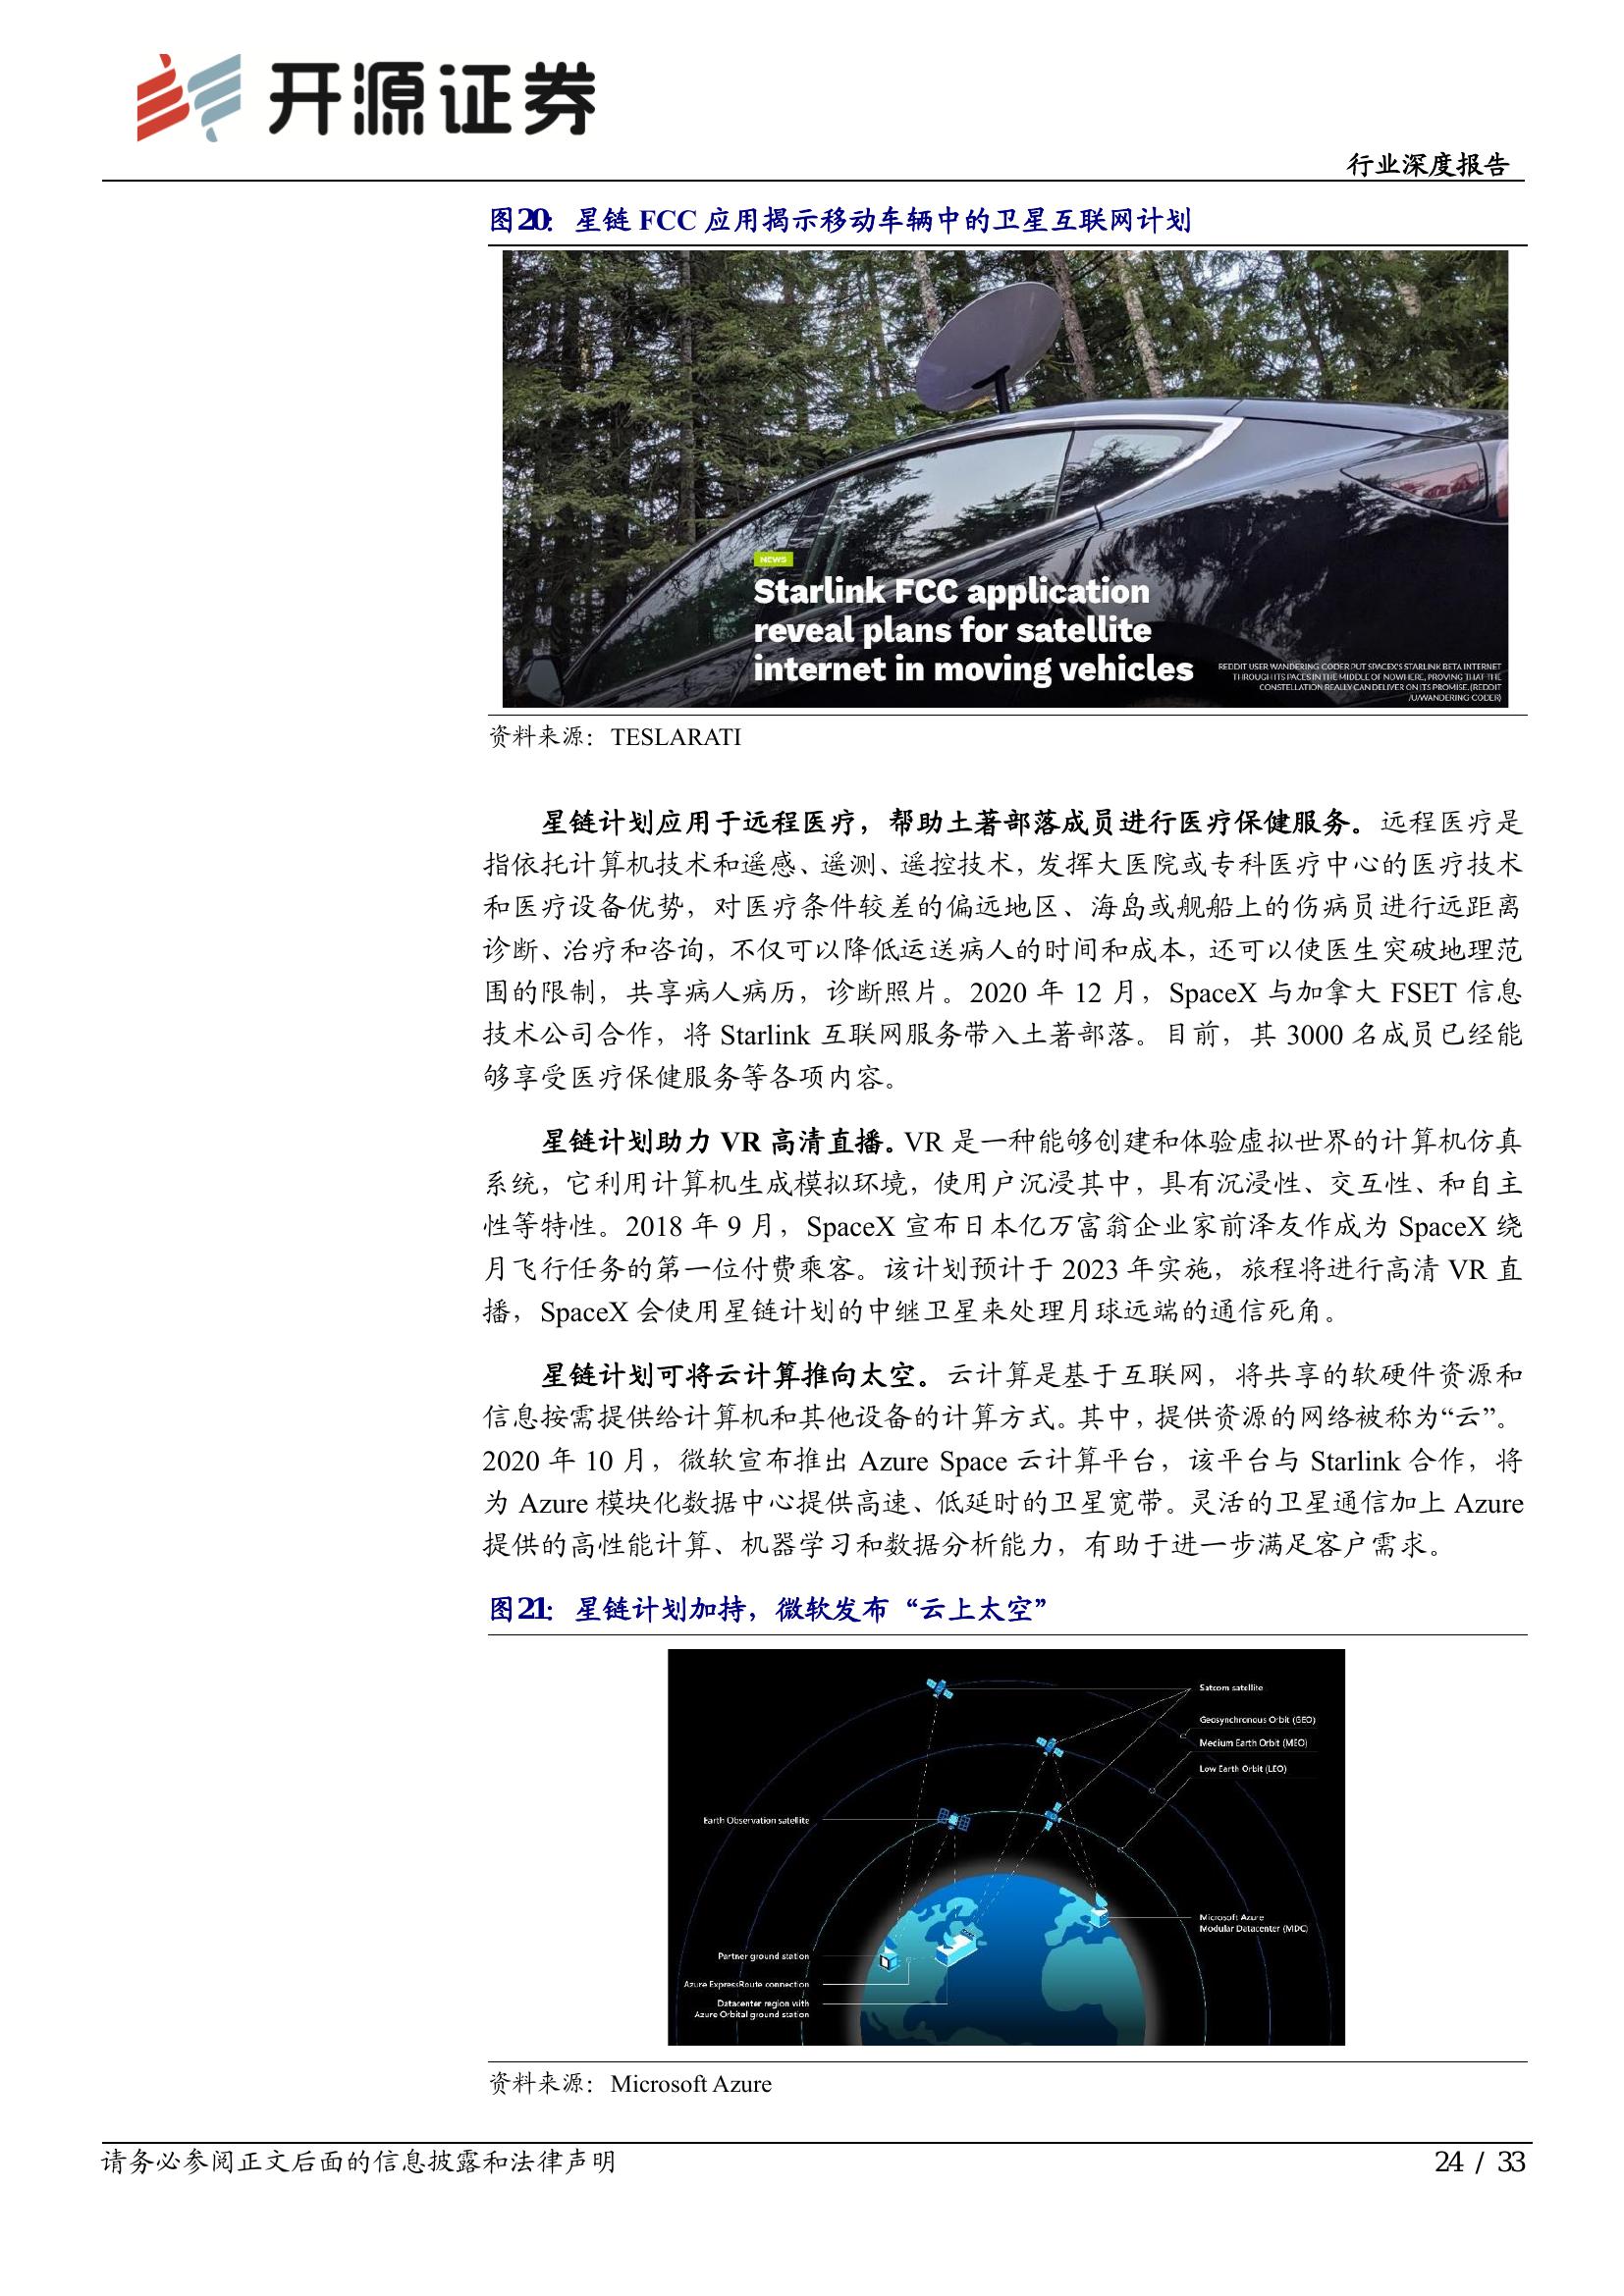 开源证券
行业深度报告
图20： 星链 FCC 应用揭示移动车辆中的卫星互联网计划
NEWS
Starlink FCC application
reveal plans for satellite
internet in moving vehicles
REDDIT USER WANDERING-CODER PUT SPACEX'S STARLINK BETA INTERNET
THROUGH ITS PACES IN THE MIDDLE OF NOWHERE, PROVING THAT THE
CONSTELLATION REALLY CAN DELIVER ON ITS PROMISE. (REDDIT
/U/WANDERING-CODER)
资料来源：TESLARATI
星链计划应用于远程医疗，帮助土著部落成员进行医疗保健服务。远程医疗是
指依托计算机技术和遥感、遥测、遥控技术，发挥大医院或专科医疗中心的医疗技术
和医疗设备优势，对医疗条件较差的偏远地区、海岛或舰船上的伤病员进行远距离
诊断、治疗和咨询，不仅可以降低运送病人的时间和成本，还可以使医生突破地理范
围的限制，共享病人病历，诊断照片。2020 年 12 月，SpaceX 与加拿大 FSET 信息
技术公司合作，将 Starlink 互联网服务带入土著部落。目前，其 3000 名成员已经能
够享受医疗保健服务等各项内容。
星链计划助力 VR 高清直播。VR 是一种能够创建和体验虚拟世界的计算机仿真
系统，它利用计算机生成模拟环境，使用户沉浸其中，具有沉浸性、交互性、和自主
性等特性。2018 年 9 月，SpaceX 宣布日本亿万富翁企业家前泽友作成为 SpaceX 绕
月飞行任务的第一位付费乘客。该计划预计于 2023 年实施，旅程将进行高清 VR 直
播，SpaceX 会使用星链计划的中继卫星来处理月球远端的通信死角。
星链计划可将云计算推向太空。云计算是基于互联网，将共享的软硬件资源和
信息按需提供给计算机和其他设备的计算方式。其中，提供资源的网络被称为“云”。
2020 年 10 月，微软宣布推出 Azure Space 云计算平台，该平台与 Starlink 合作，将
为 Azure 模块化数据中心提供高速、低延时的卫星宽带。灵活的卫星通信加上 Azure
提供的高性能计算、机器学习和数据分析能力，有助于进一步满足客户需求。
图21： 星链计划加持，微软发布“云上太空”
Satcom satellite
Geosynchronous Orbit (GEO)
Medium Earth Orbit (MEO)
Low Earth Orbit (LEO)
Earth Observation satellite
Microsoft Azure
Modular Datacenter (MDC)
Partner ground station
Azure ExpressRoute connection
Datacenter region with
Azure Orbital ground station
资料来源：Microsoft Azure
请务必参阅正文后面的信息披露和法律声明
24 / 33